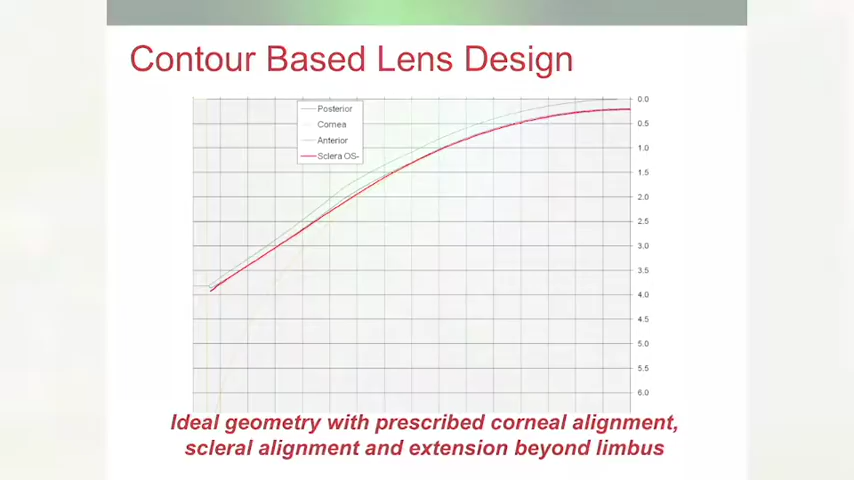 Contour Based Lens Design
Posterior
Cornea
Anterior
Sclera OS-
0.0
0.5
1.0
1.5
2.0
2.5
3.0
3.5
4.0
4.5
5.0
5.5
6.0
Ideal geometry with prescribed corneal alignment,
scleral alignment and extension beyond limbus